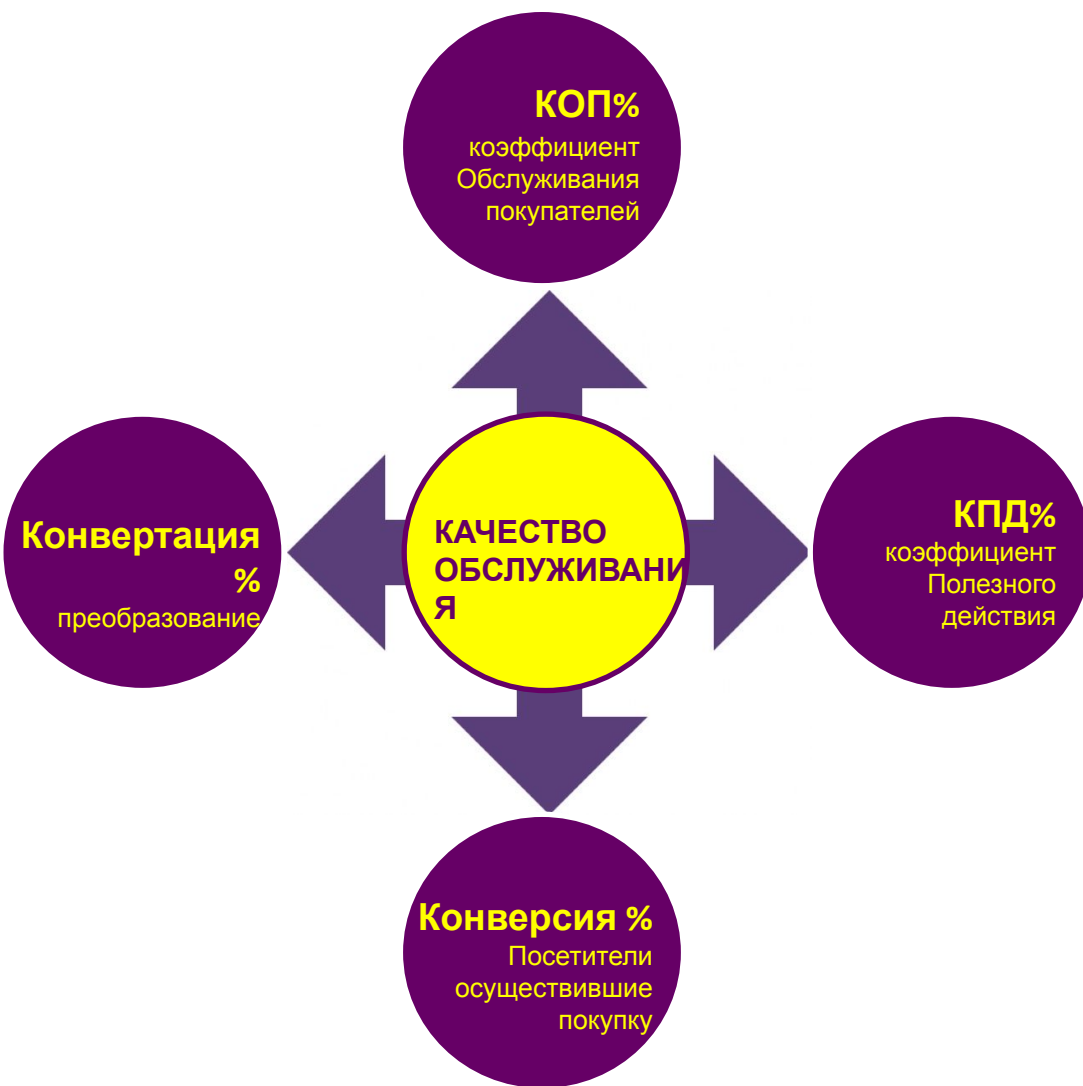 КОП%
коэффициент
Обслуживания
покупателей
Конвертация
%
преобразование
КАЧЕСТВО
ОБСЛУЖИВАНИ
Я
КПД%
коэффициент
Полезного
действия
Конверсия %
Посетители
осуществившие
покупку